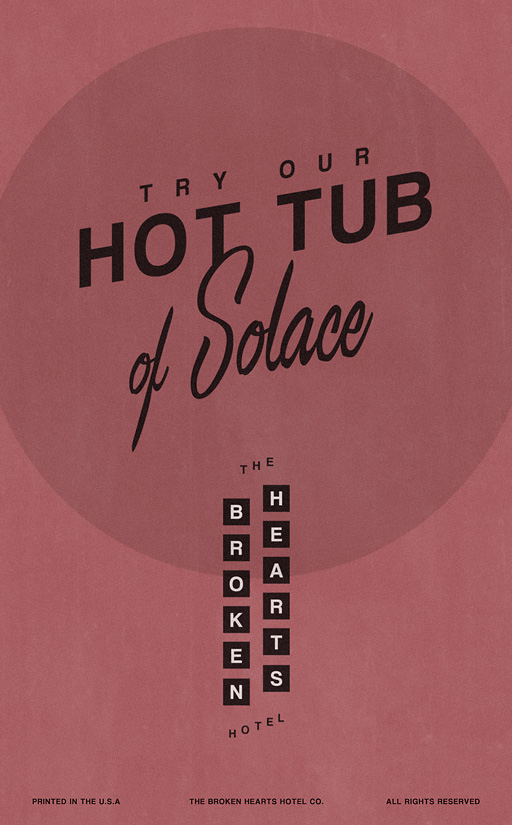 TRY OUR
HOT TUB
of Solace
THE
BROKEN
HEARTS
HOTEL
PRINTED IN THE U.S.A
THE BROKEN HEARTS HOTEL CO.
ALL RIGHTS RESERVED